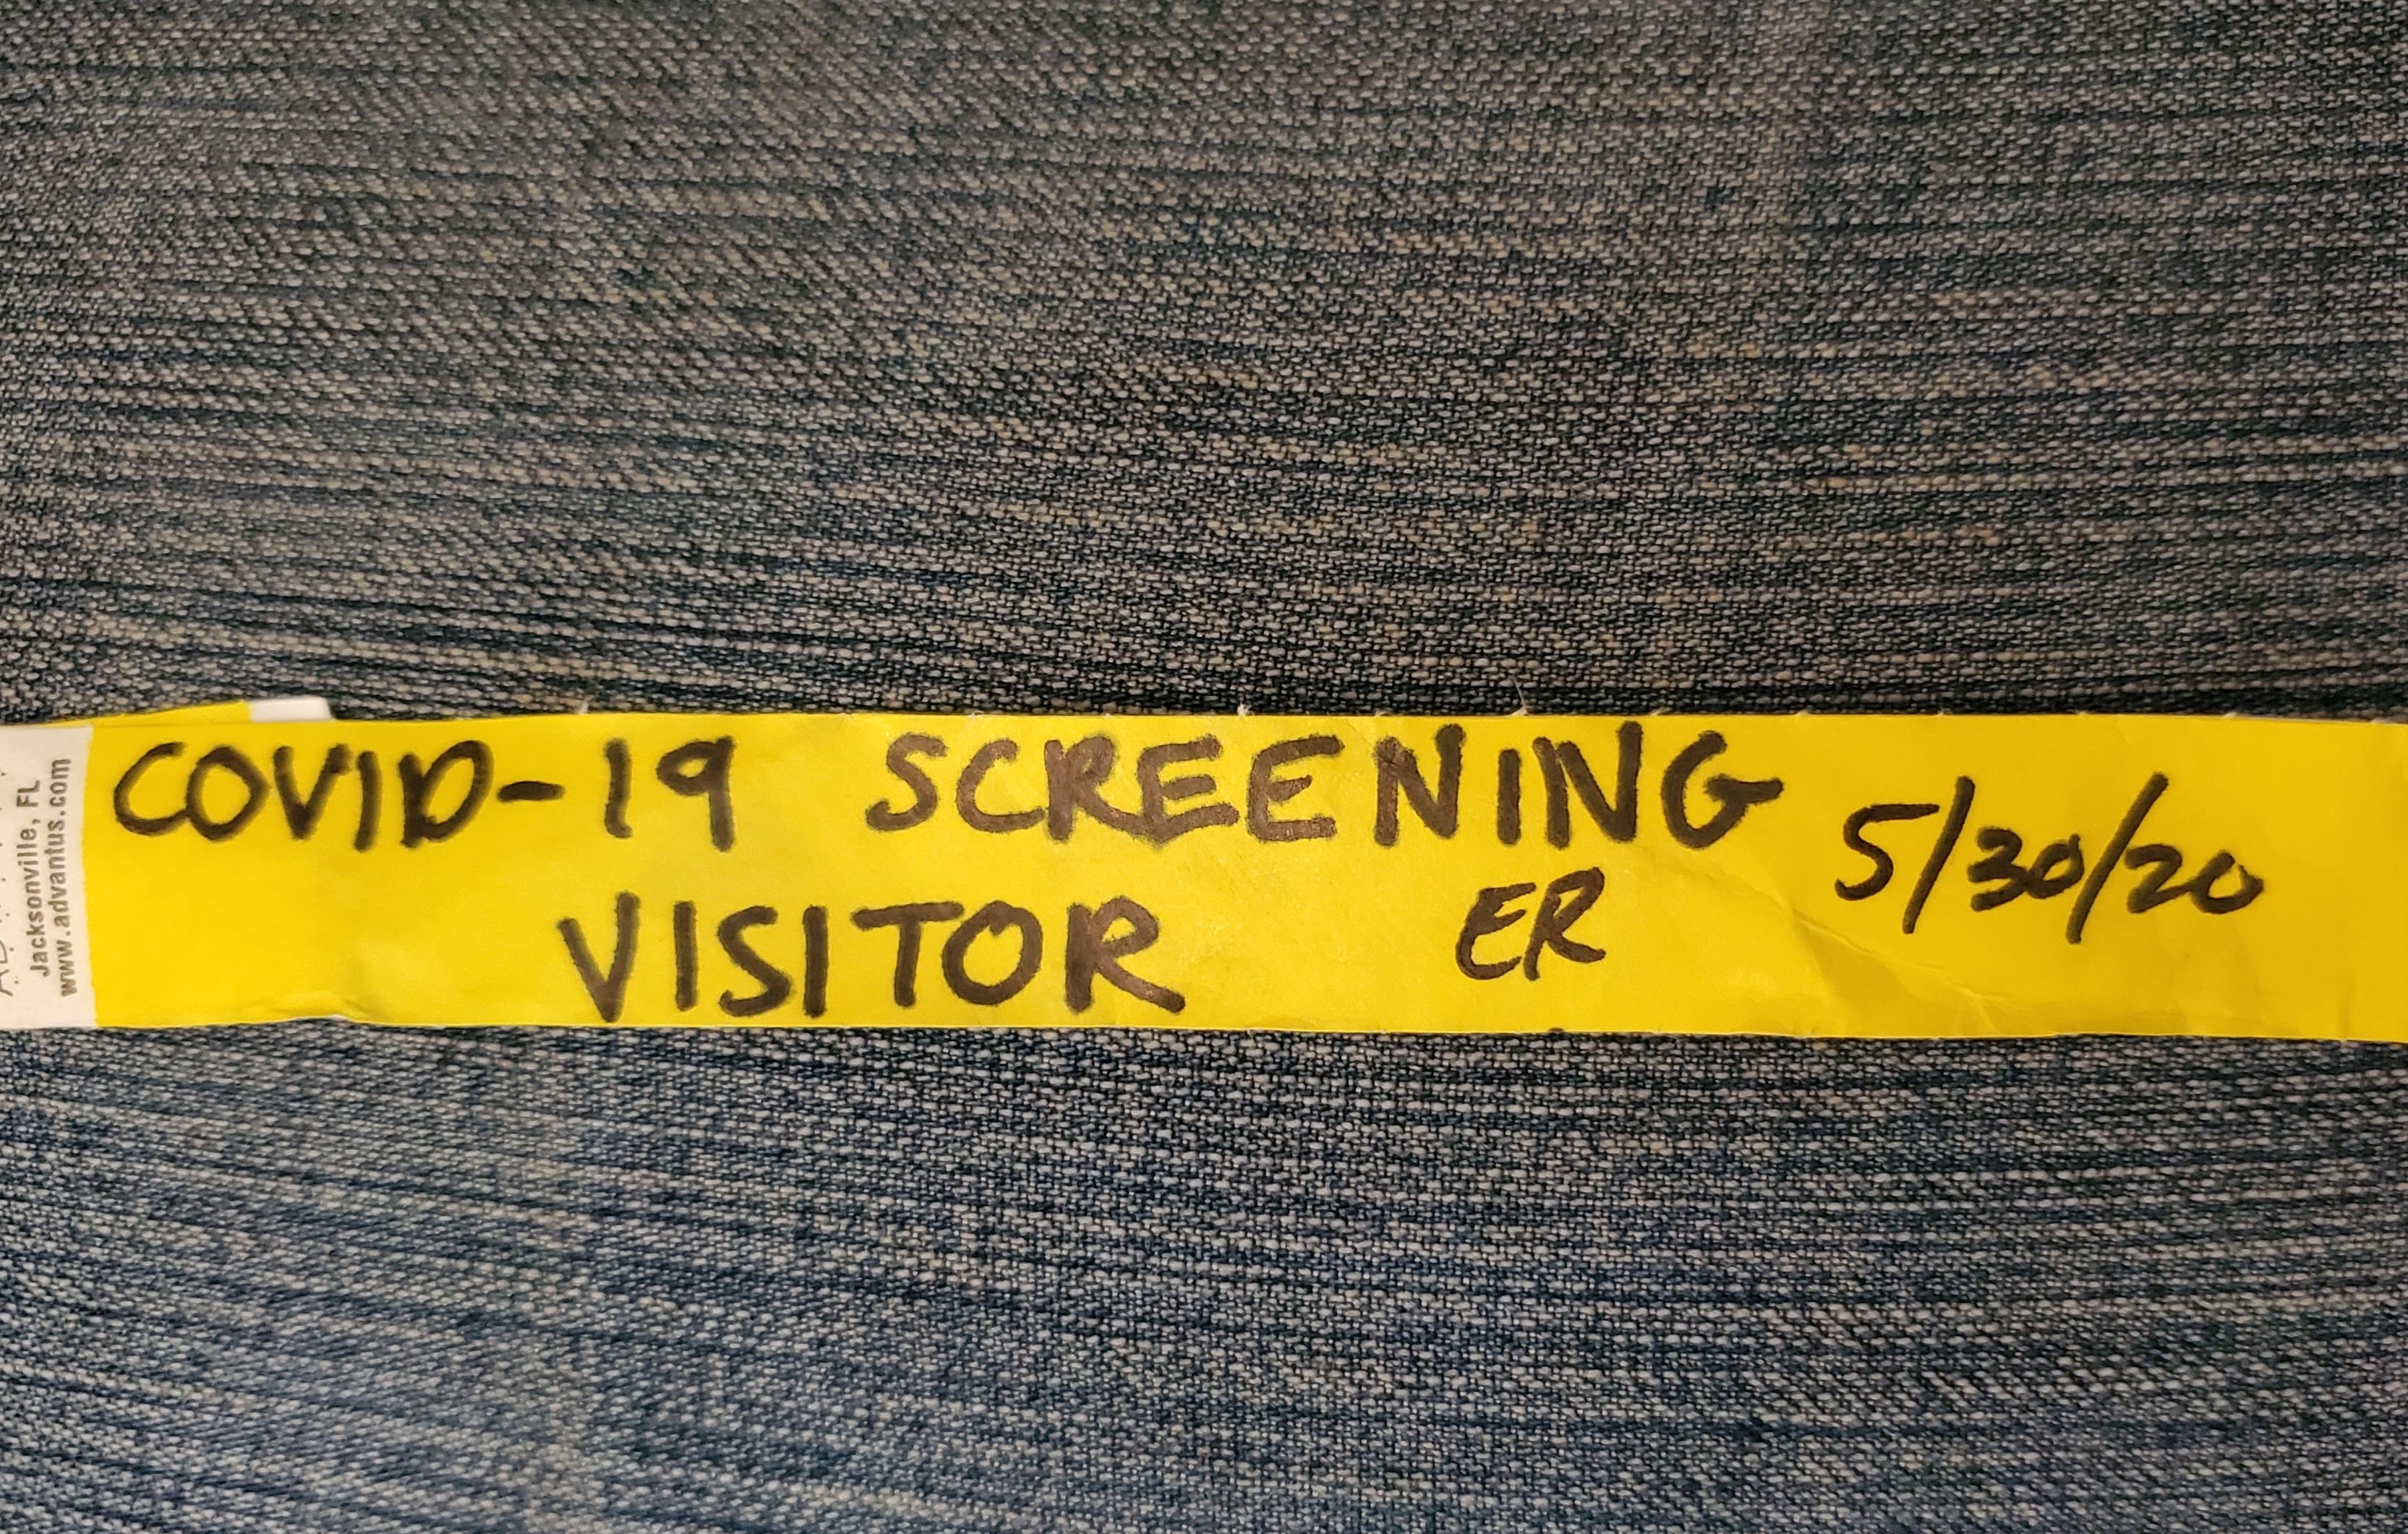 COVID-19 SCREENING 5/30/20
VISITOR ER
Jacksonville, FL
www.advantus.com